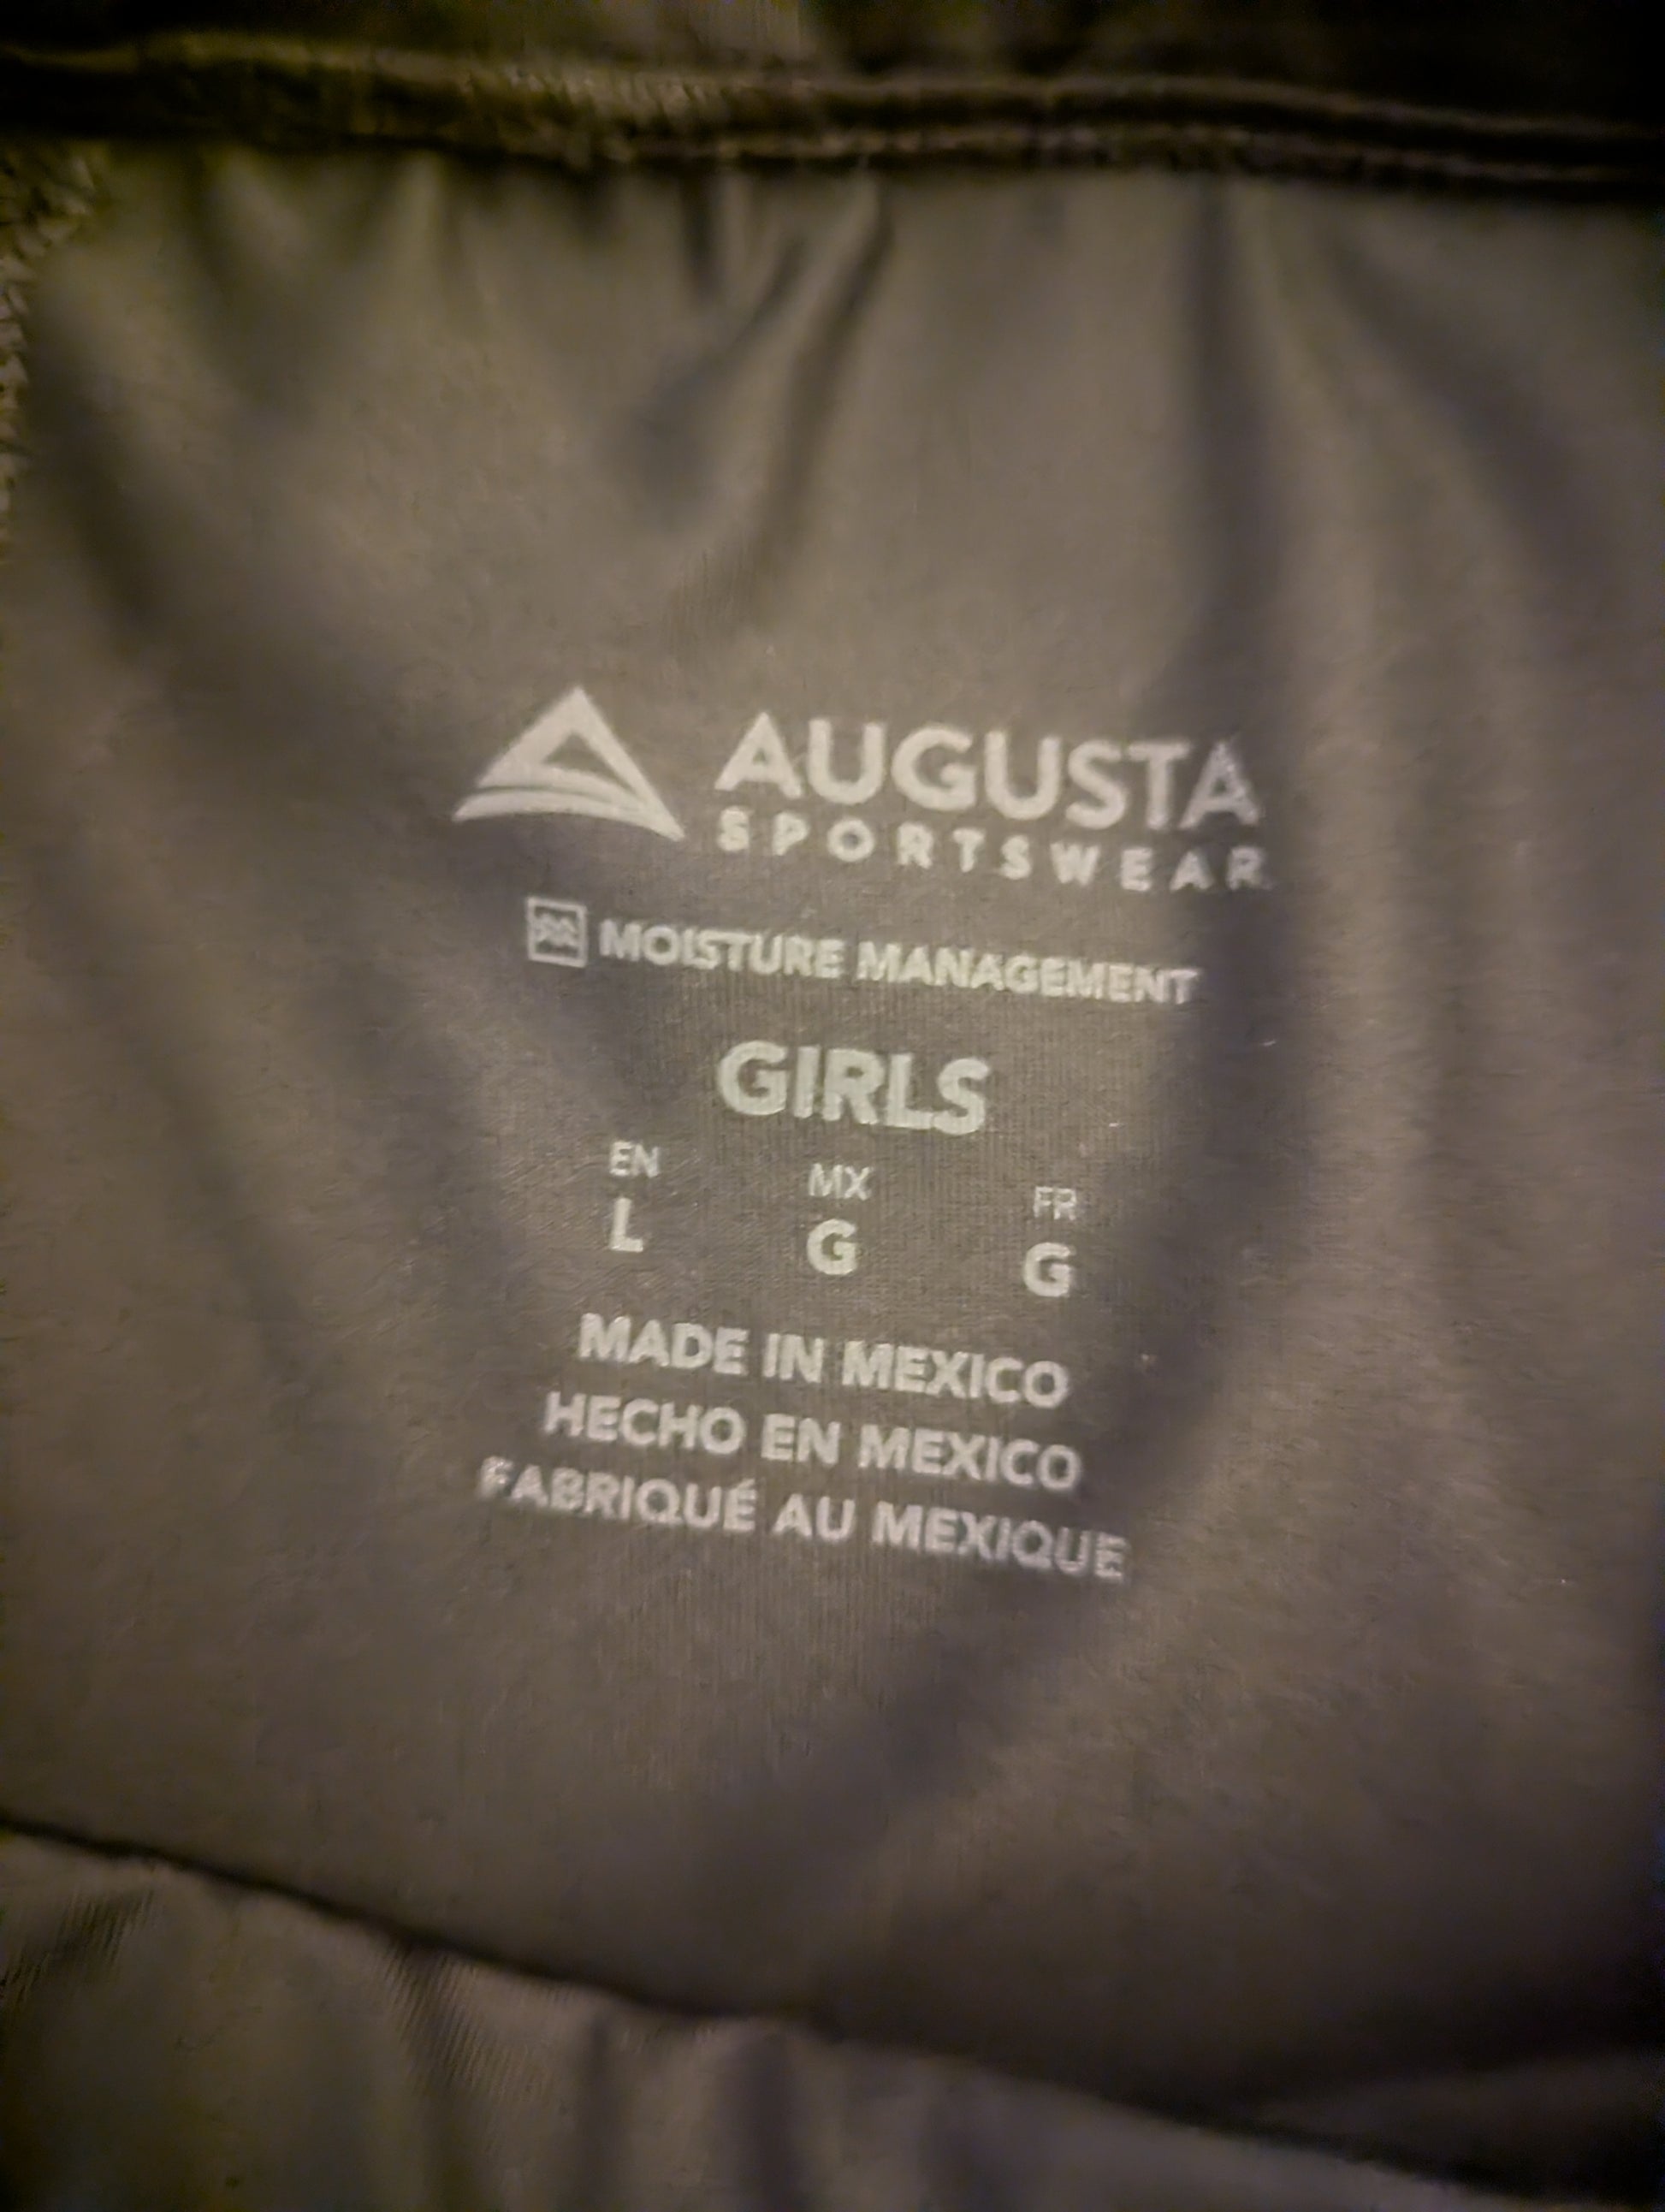 AUGUSTA
SPORTSWEAR
MOISTURE MANAGEMENT
GIRLS
EN MX FR
L G G
MADE IN MEXICO
HECHO EN MEXICO
FABRIQUÉ AU MEXIQUE